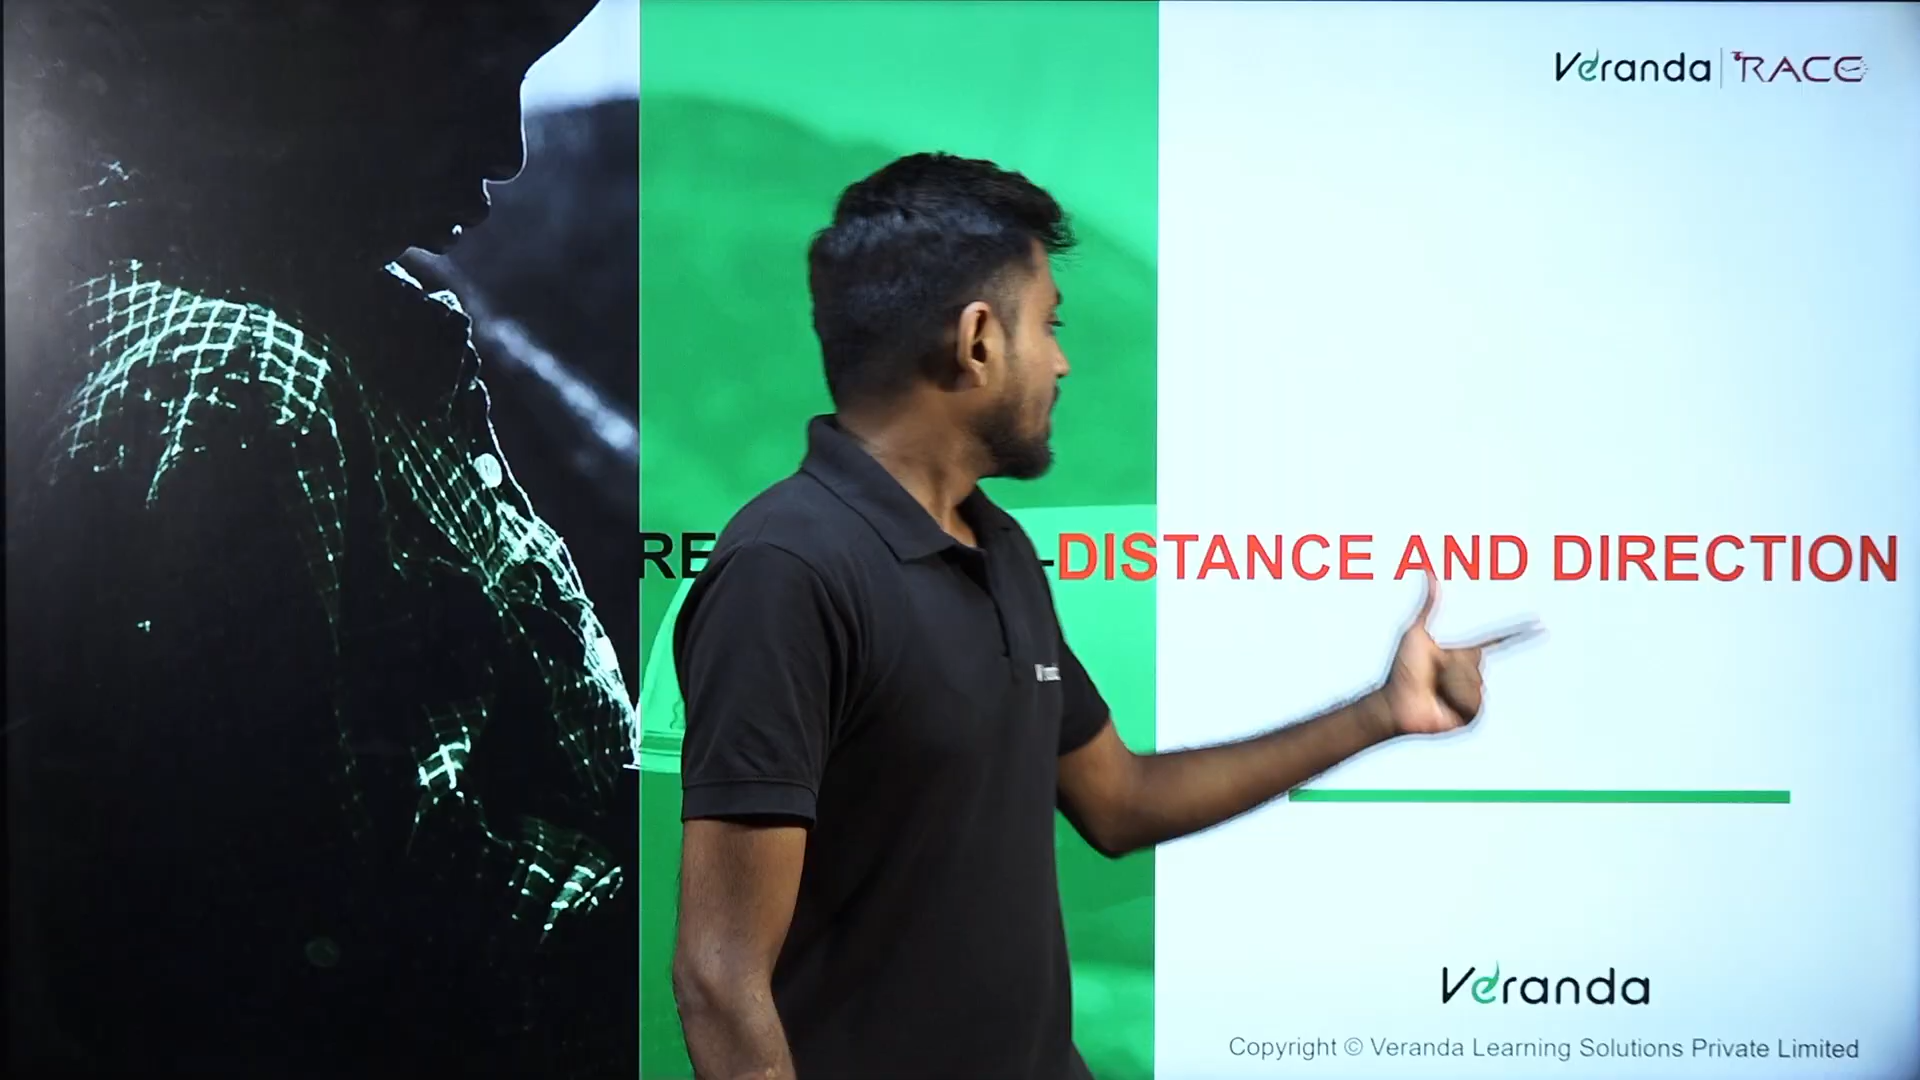 Veranda RACE
RE -DISTANCE AND DIRECTION
Veranda
Copyright © Veranda Learning Solutions Private Limited